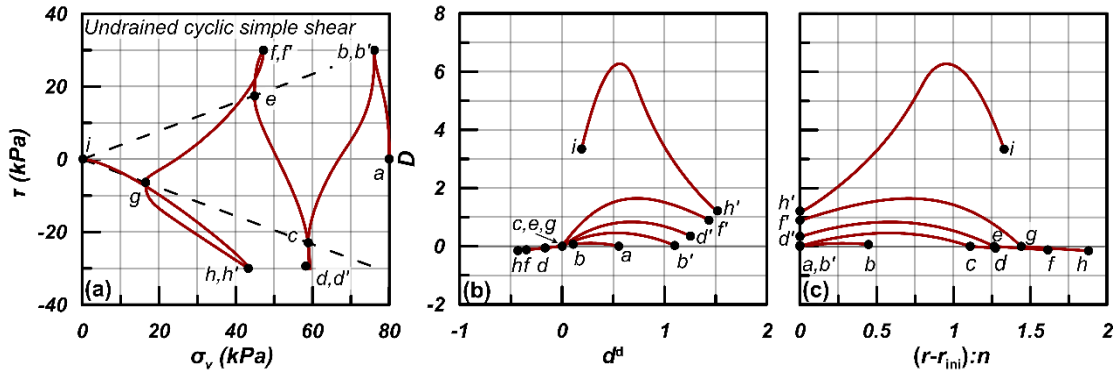 Undrained cyclic simple shear
40
20
0
-20
-40
τ (kPa)
0 20 40 60 80
σv (kPa)
(a)
i
g
h,h'
f,f'
e
c
d,d'
b,b'
a
D
8
6
4
2
0
-2
-1 0 1 2
dᵈ
(b)
i
h'
f'
d'
b'
a
b
c,e,g
h f d
0 0.5 1 1.5 2
(r-rini):n
(c)
i
h'
f'
d'
a,b'
b
c
e
d
g
f
h